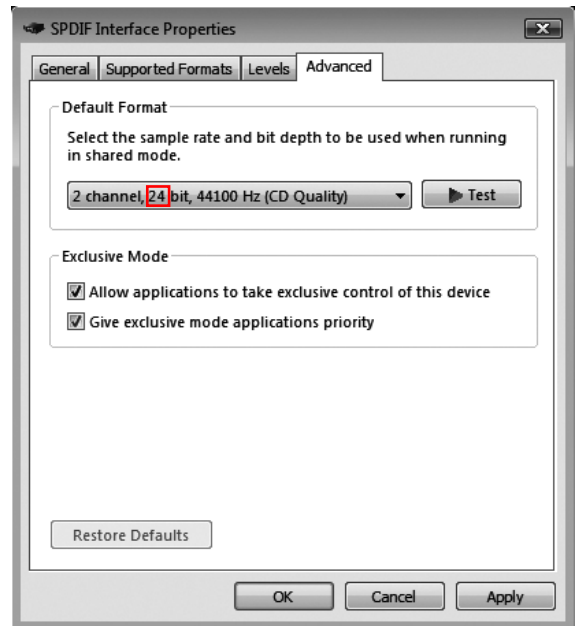 SPDIF Interface Properties
General Supported Formats Levels Advanced
Default Format
Select the sample rate and bit depth to be used when running
in shared mode.
2 channel, 24 bit, 44100 Hz (CD Quality) Test
Exclusive Mode
Allow applications to take exclusive control of this device
Give exclusive mode applications priority
Restore Defaults
OK Cancel Apply